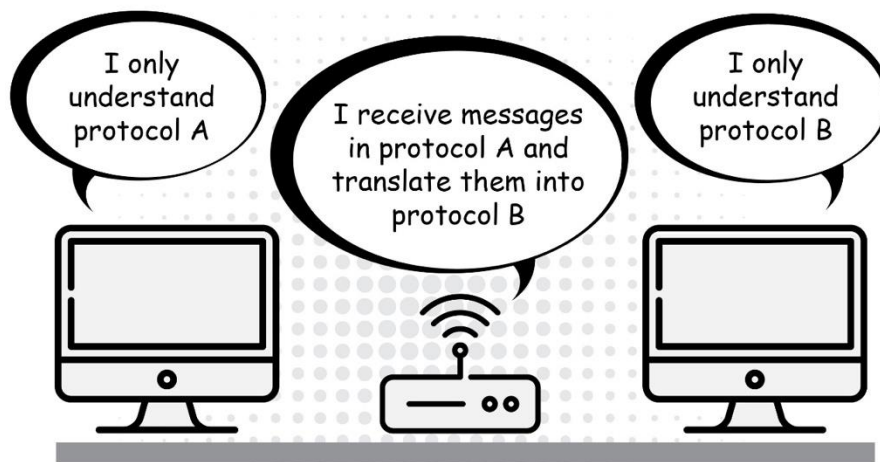 I only
understand
protocol A
I receive messages
in protocol A and
translate them into
protocol B
I only
understand
protocol B